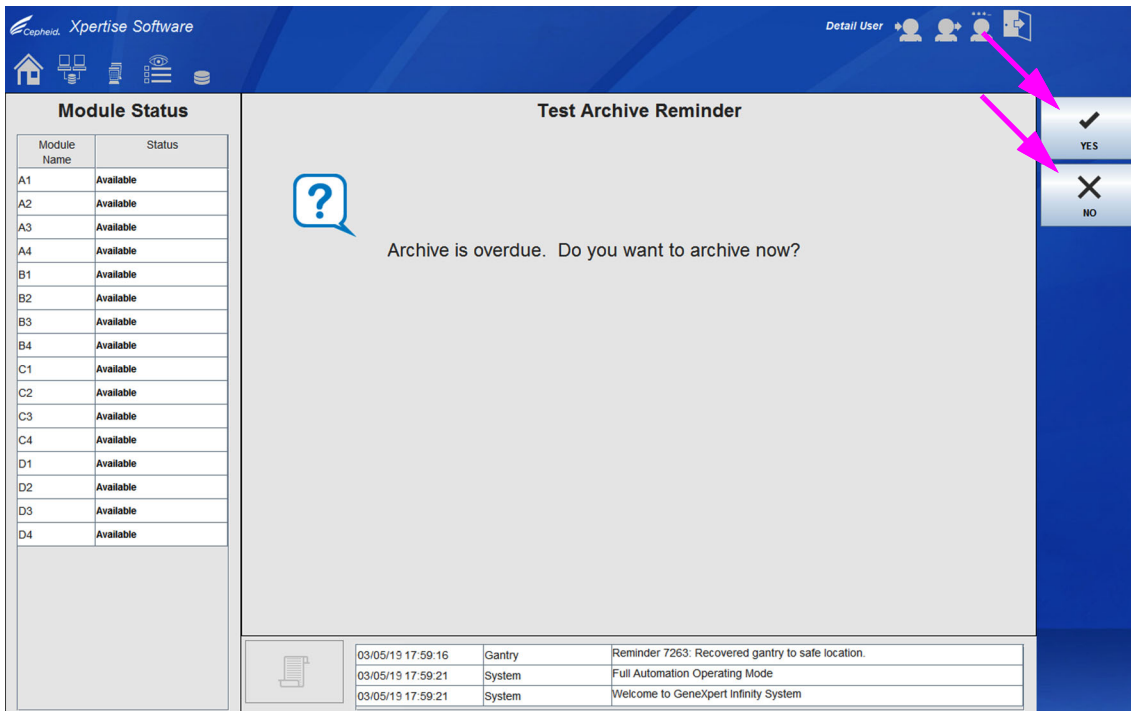 Cepheid. Xpertise Software
Detail User
Module Status
Module Name Status
A1 Available
A2 Available
A3 Available
A4 Available
B1 Available
B2 Available
B3 Available
B4 Available
C1 Available
C2 Available
C3 Available
C4 Available
D1 Available
D2 Available
D3 Available
D4 Available
Test Archive Reminder
?
Archive is overdue. Do you want to archive now?
YES
NO
03/05/19 17:59:16 Gantry Reminder 7263: Recovered gantry to safe location.
03/05/19 17:59:21 System Full Automation Operating Mode
03/05/19 17:59:21 System Welcome to GeneXpert Infinity System